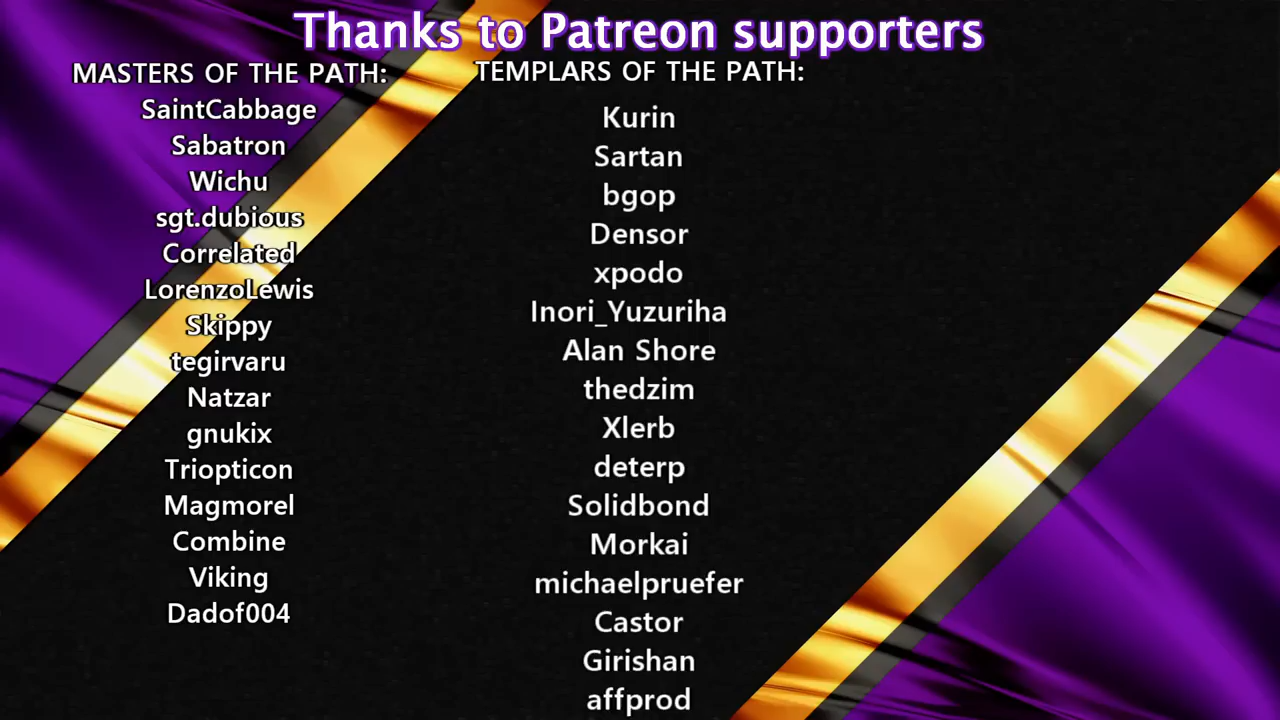 Thanks to Patreon supporters
MASTERS OF THE PATH:
SaintCabbage
Sabatron
Wichu
sgt.dubious
Correlated
LorenzoLewis
Skippy
tegirvaru
Natzar
gnukix
Triopticon
Magmorel
Combine
Viking
Dadof004
TEMPLARS OF THE PATH:
Kurin
Sartan
bgop
Densor
xpodo
Inori_Yuzuriha
Alan Shore
thedzim
Xlerb
deterp
Solidbond
Morkai
michaelpruefer
Castor
Girishan
affprod